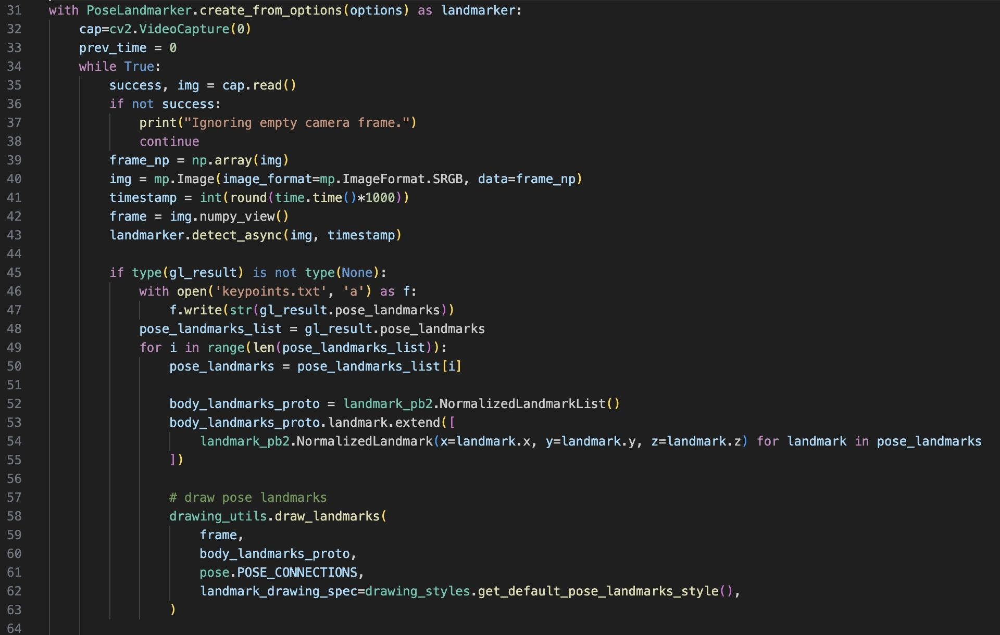 31 with PoseLandmarker.create_from_options(options) as landmarker:
32 cap=cv2.VideoCapture(0)
33 prev_time = 0
34 while True:
35 success, img = cap.read()
36 if not success:
37 print("Ignoring empty camera frame.")
38 continue
39 frame_np = np.array(img)
40 img = mp.Image(image_format=mp.ImageFormat.SRGB, data=frame_np)
41 timestamp = int(round(time.time()*1000))
42 frame = img.numpy_view()
43 landmarker.detect_async(img, timestamp)
44
45 if type(gl_result) is not type(None):
46 with open('keypoints.txt', 'a') as f:
47 f.write(str(gl_result.pose_landmarks))
48 pose_landmarks_list = gl_result.pose_landmarks
49 for i in range(len(pose_landmarks_list)):
50 pose_landmarks = pose_landmarks_list[i]
51
52 body_landmarks_proto = landmark_pb2.NormalizedLandmarkList()
53 body_landmarks_proto.landmark.extend([
54 landmark_pb2.NormalizedLandmark(x=landmark.x, y=landmark.y, z=landmark.z) for landmark in pose_landmarks
55 ])
56
57 # draw pose landmarks
58 drawing_utils.draw_landmarks(
59 frame,
60 body_landmarks_proto,
61 pose.POSE_CONNECTIONS,
62 landmark_drawing_spec=drawing_styles.get_default_pose_landmarks_style(),
63 )
64